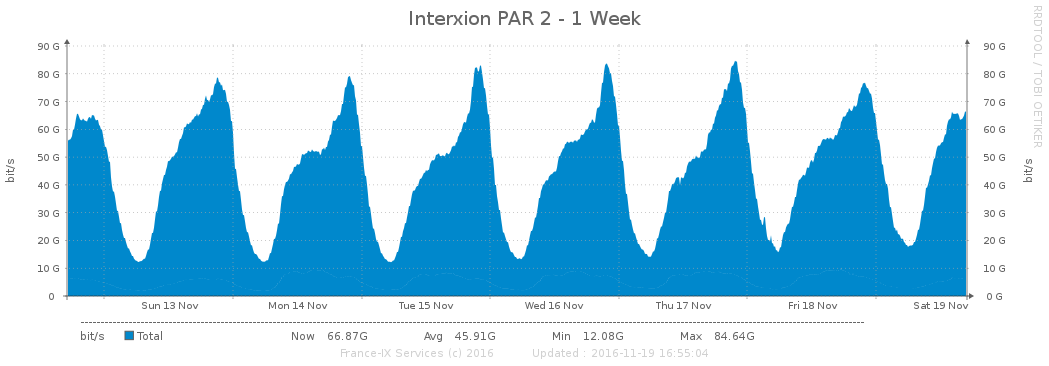 Interxion PAR 2 - 1 Week
RRDTOOL / TOBI OETIKER
90 G 90 G
80 G 80 G
70 G 70 G
60 G 60 G
50 G 50 G
40 G 40 G
30 G 30 G
20 G 20 G
10 G 10 G
0 0 G
bit/s
bit/s
Sun 13 Nov Mon 14 Nov Tue 15 Nov Wed 16 Nov Thu 17 Nov Fri 18 Nov Sat 19 Nov
bit/s Total Now 66.87G Avg 45.91G Min 12.08G Max 84.64G
France-IX Services (c) 2016 Updated : 2016-11-19 16:55:04